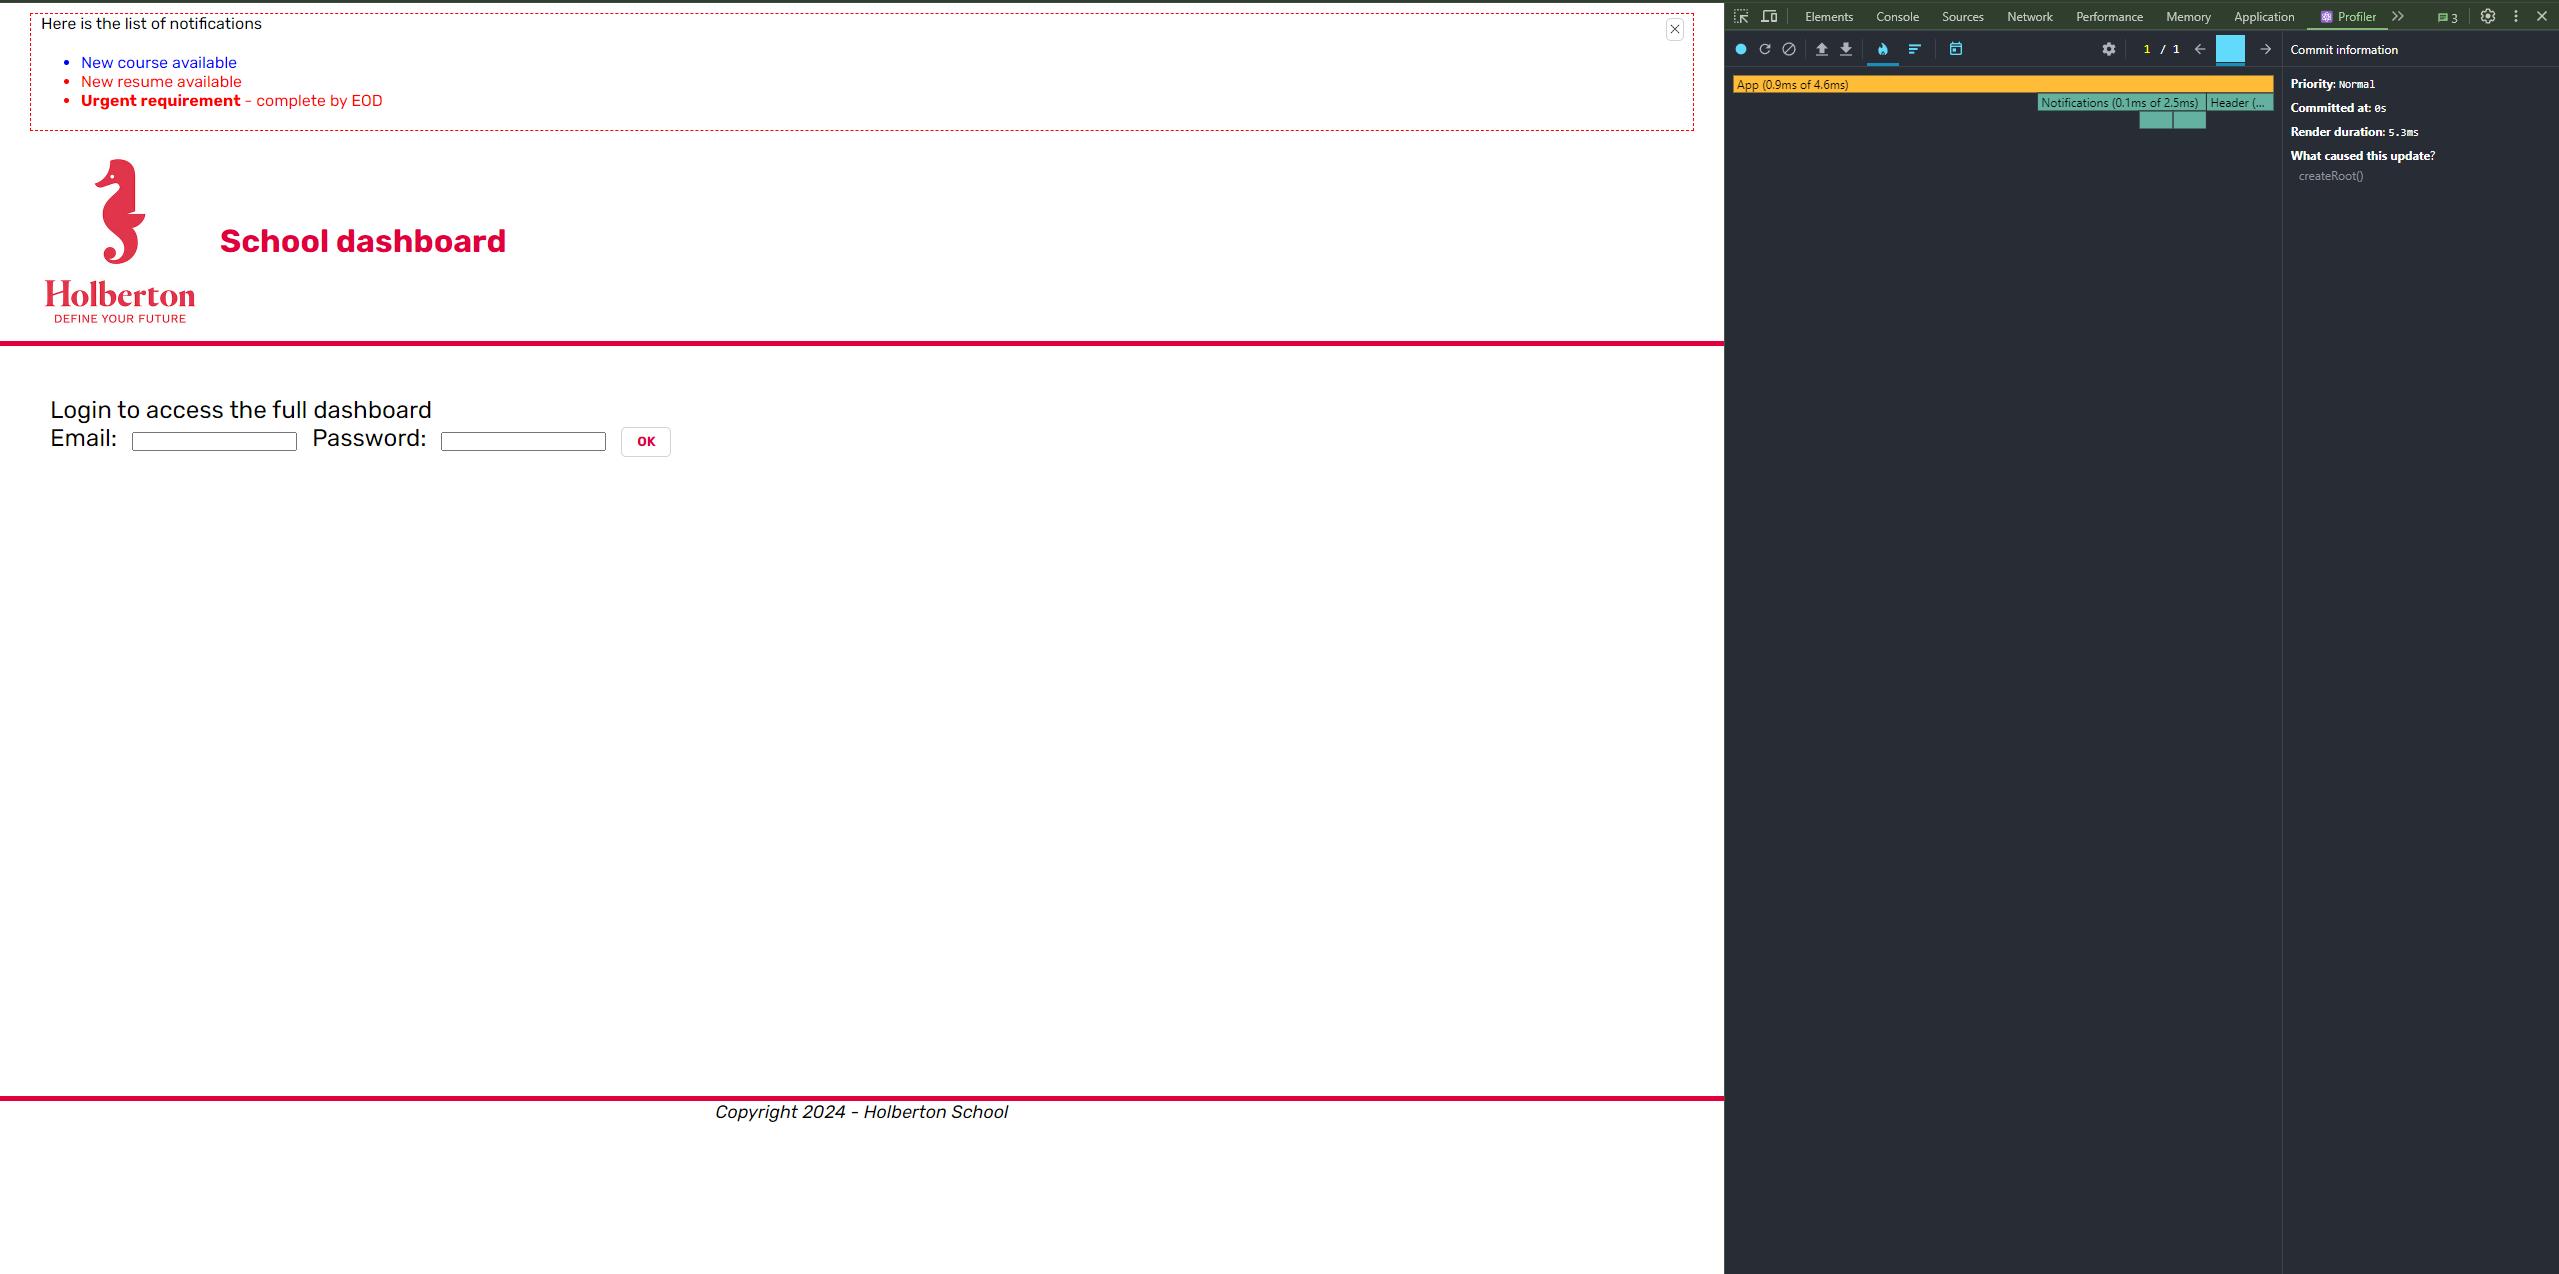 Here is the list of notifications
New course available
New resume available
Urgent requirement - complete by EOD
Holberton
DEFINE YOUR FUTURE
School dashboard
Login to access the full dashboard
Email: Password: OK
Copyright 2024 - Holberton School
Elements Console Sources Network Performance Memory Application Profiler 3
1 / 1
App (0.9ms of 4.6ms)
Notifications (0.1ms of 2.5ms) Header (...
Commit information
Priority: Normal
Committed at: 0s
Render duration: 5.3ms
What caused this update?
createRoot()